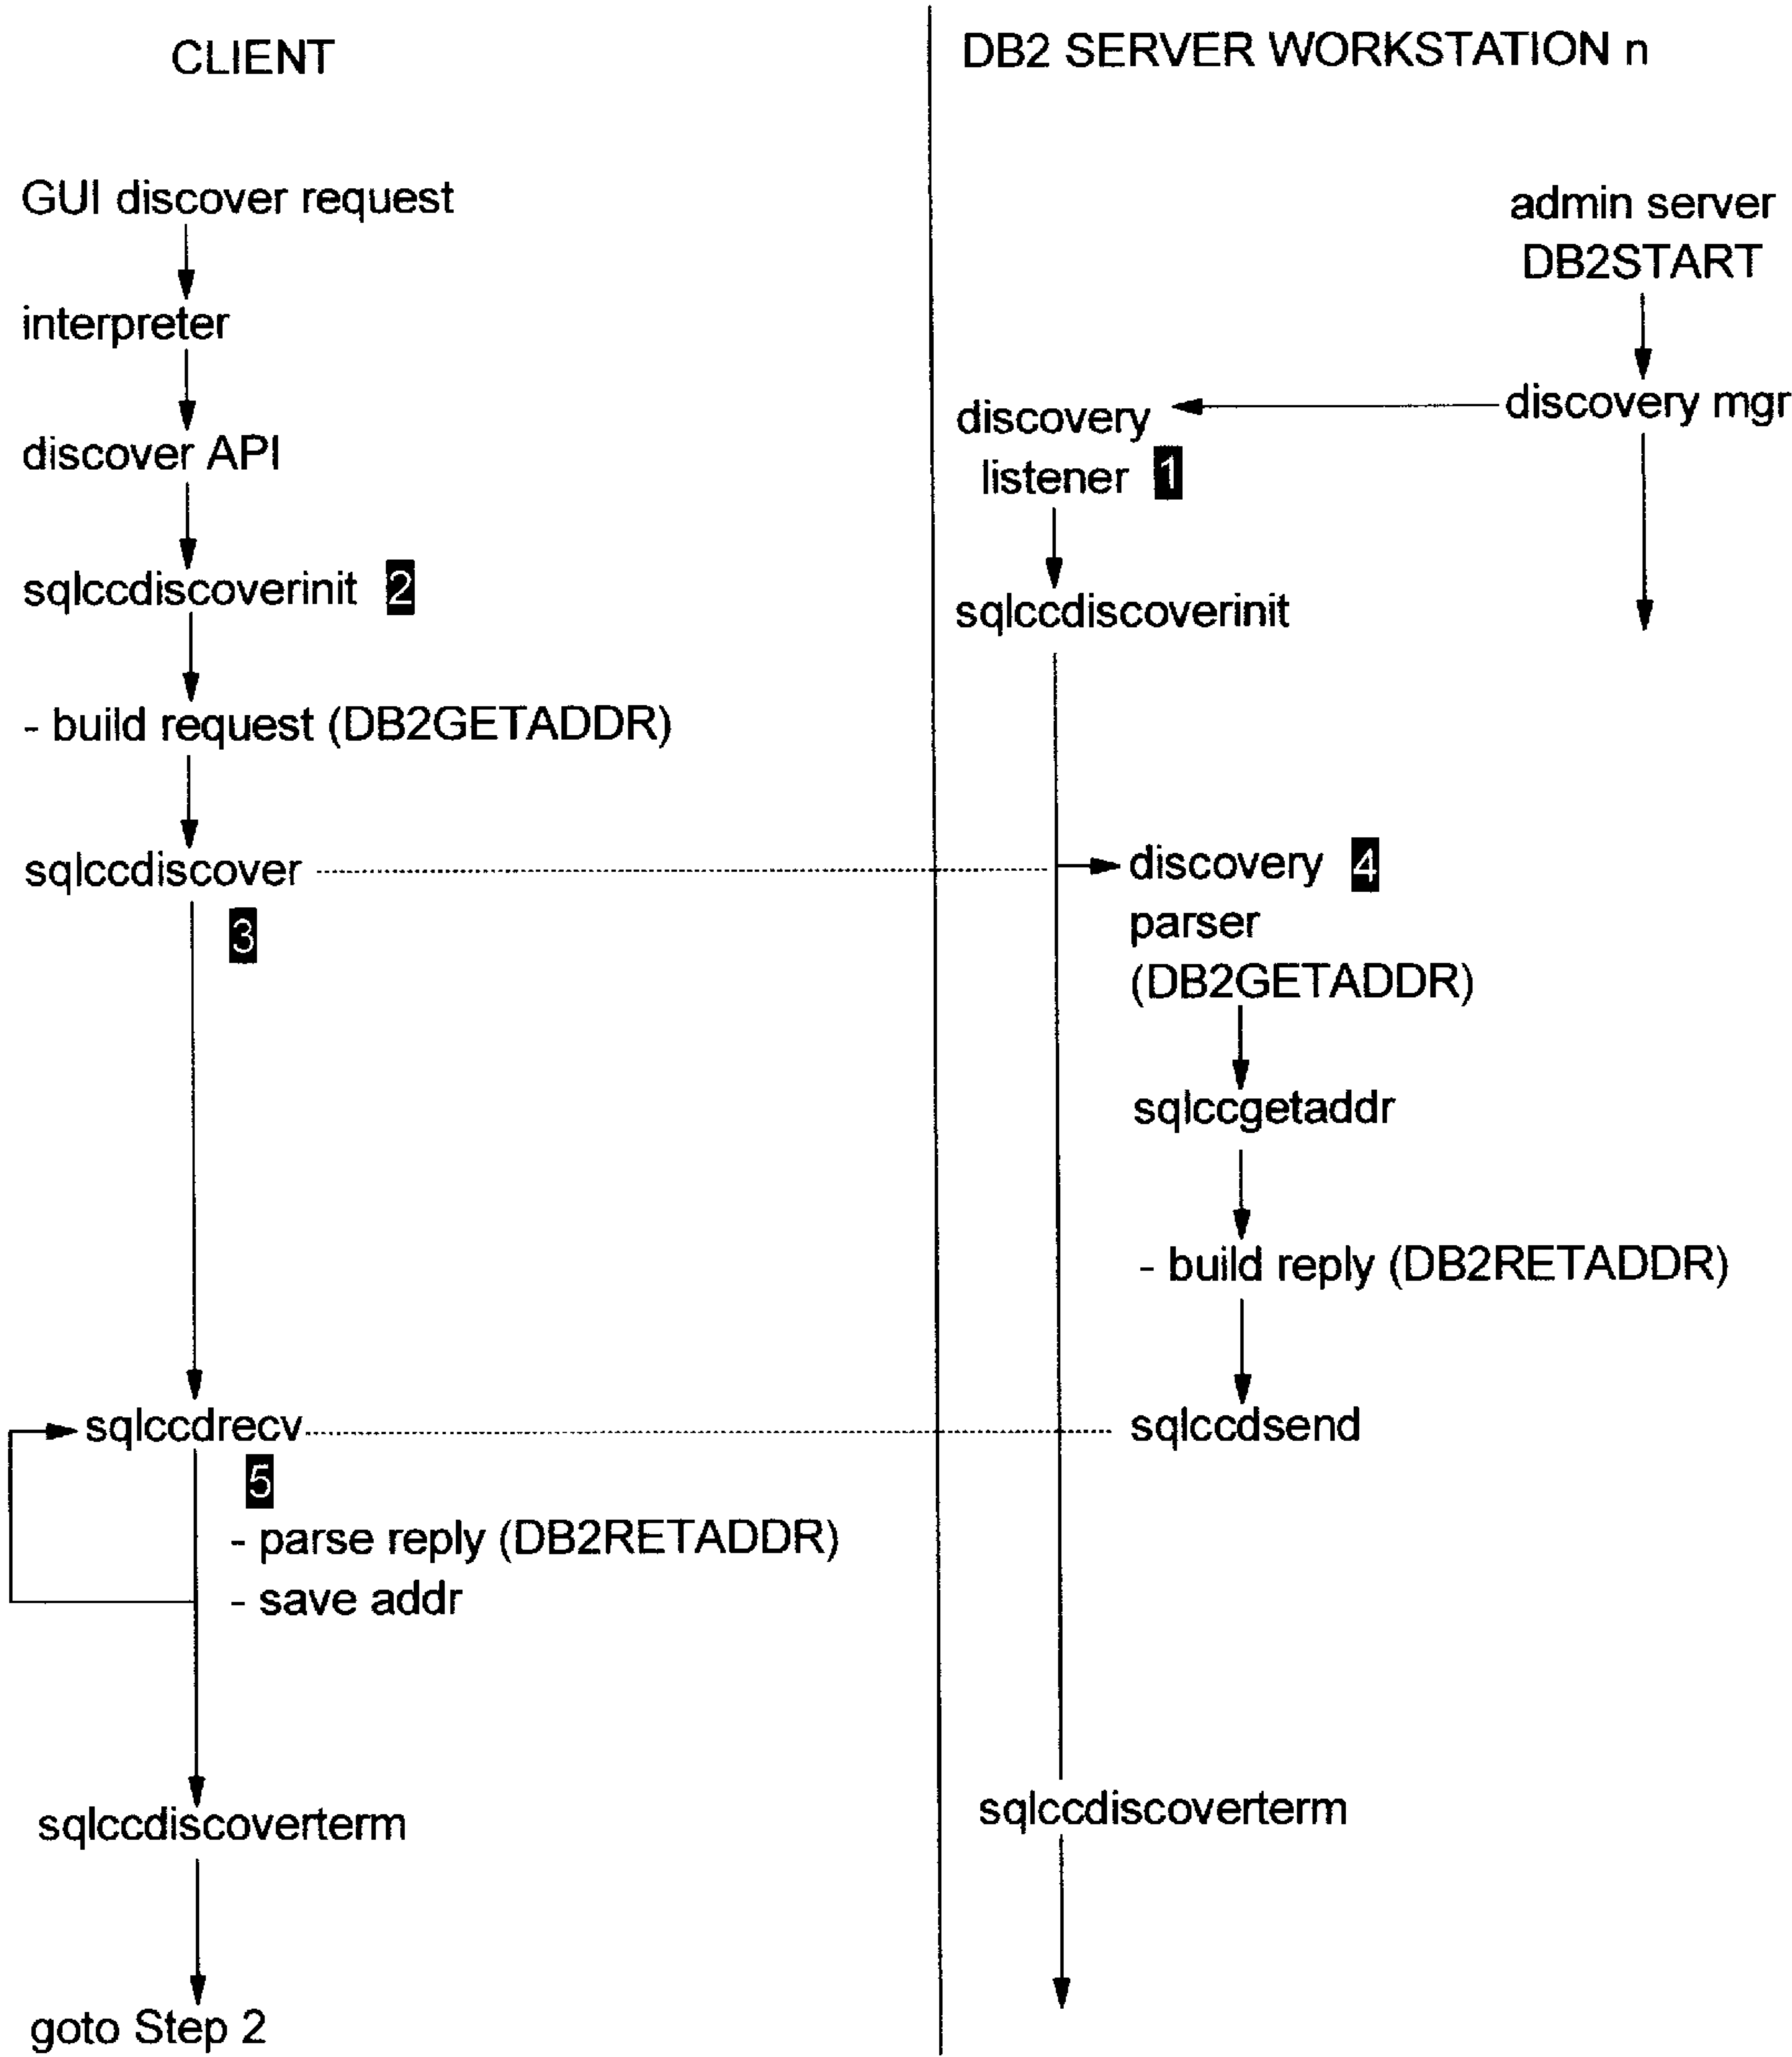 CLIENT
GUI discover request
interpreter
discover API
sqlccdiscoverinit 2
- build request (DB2GETADDR)
sqlccdiscover
3
sqlccdrecv
5
- parse reply (DB2RETADDR)
- save addr
sqlccdiscoverterm
goto Step 2
DB2 SERVER WORKSTATION n
admin server
DB2START
discovery mgr
discovery
listener 1
sqlccdiscoverinit
discovery 4
parser
(DB2GETADDR)
sqlccgetaddr
- build reply (DB2RETADDR)
sqlccdsend
sqlccdiscoverterm